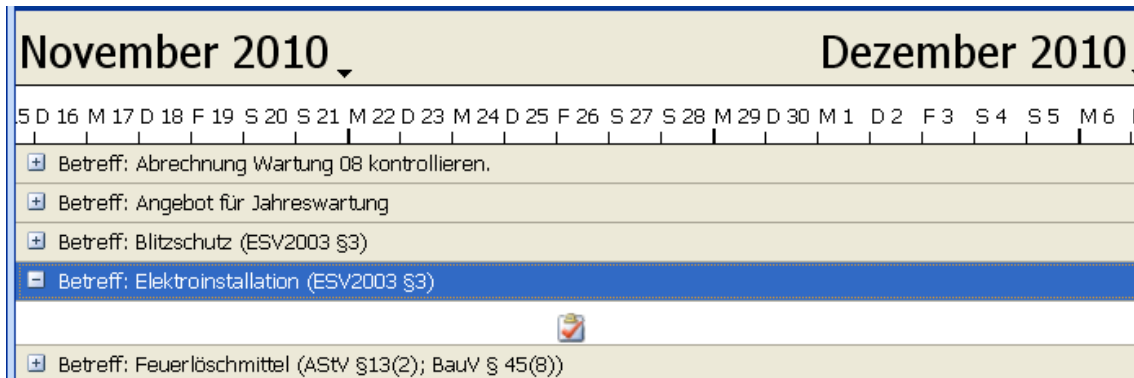 November 2010 Dezember 2010
5 D 16 M 17 D 18 F 19 S 20 S 21 M 22 D 23 M 24 D 25 F 26 S 27 S 28 M 29 D 30 M 1 D 2 F 3 S 4 S 5 M 6
Betreff: Abrechnung Wartung 08 kontrollieren.
Betreff: Angebot für Jahreswartung
Betreff: Blitzschutz (ESV2003 §3)
Betreff: Elektroinstallation (ESV2003 §3)
Betreff: Feuerlöschmittel (AStV §13(2); BauV § 45(8))